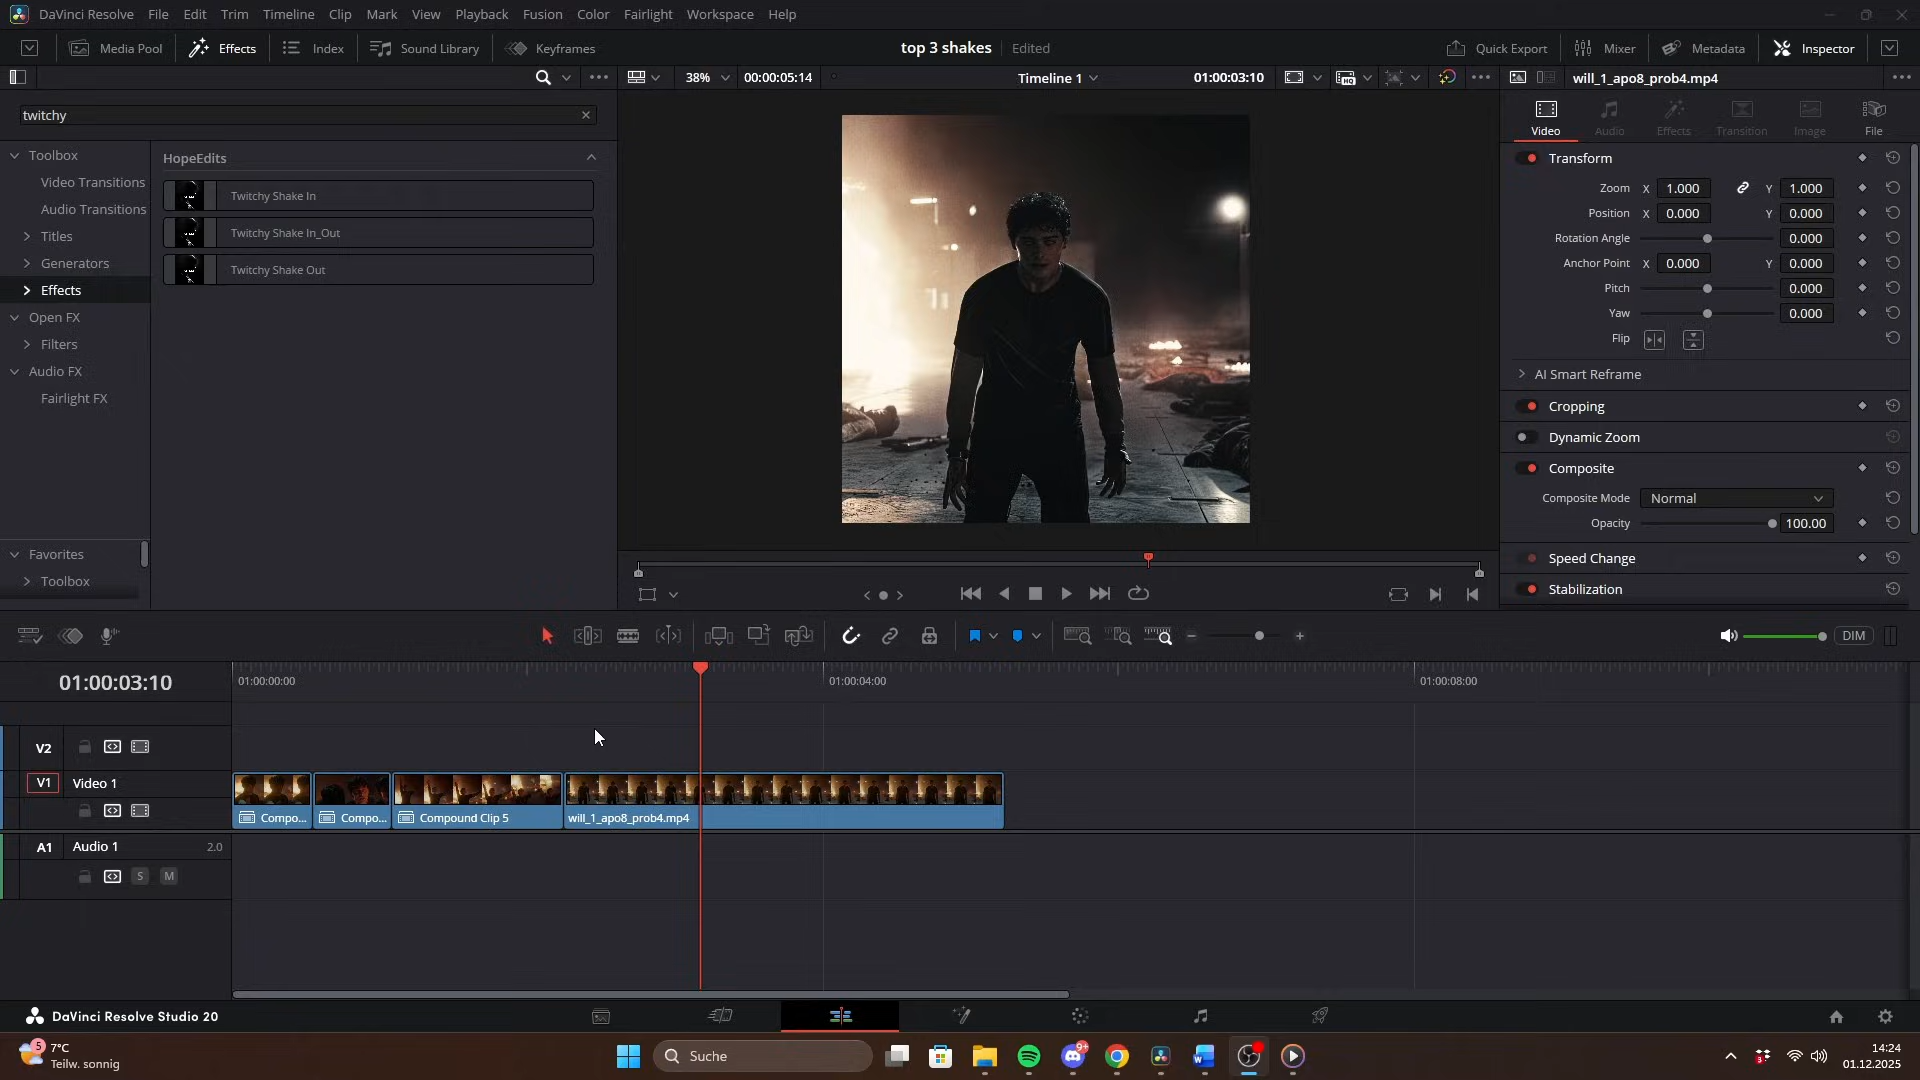 DaVinci Resolve File Edit Trim Timeline Clip Mark View Playback Fusion Color Fairlight Workspace Help
Media Pool Effects Index Sound Library Keyframes top 3 shakes Edited Quick Export Mixer Metadata Inspector
38% 00:00:05:14 Timeline 1 01:00:03:10 will_1_apo8_prob4.mp4
twitchy
Video Audio Effects Transition Image File
Toolbox
Video Transitions
Audio Transitions
Titles
Generators
Effects
Open FX
Filters
Audio FX
Fairlight FX
Favorites
Toolbox
HopeEdits
Twitchy Shake In
Twitchy Shake In_Out
Twitchy Shake Out
Transform
Zoom X 1.000 Y 1.000
Position X 0.000 Y 0.000
Rotation Angle 0.000
Anchor Point X 0.000 Y 0.000
Pitch 0.000
Yaw 0.000
Flip
AI Smart Reframe
Cropping
Dynamic Zoom
Composite
Composite Mode Normal
Opacity 100.00
Speed Change
Stabilization
DIM
01:00:03:10
01:00:00:00 01:00:04:00 01:00:08:00
V2
V1 Video 1
Compo... Compo... Compound Clip 5 will_1_apo8_prob4.mp4
A1 Audio 1 2.0
S M
DaVinci Resolve Studio 20
5 7°C
Teilw. sonnig
Suche
9+
3
14:24
01.12.2025